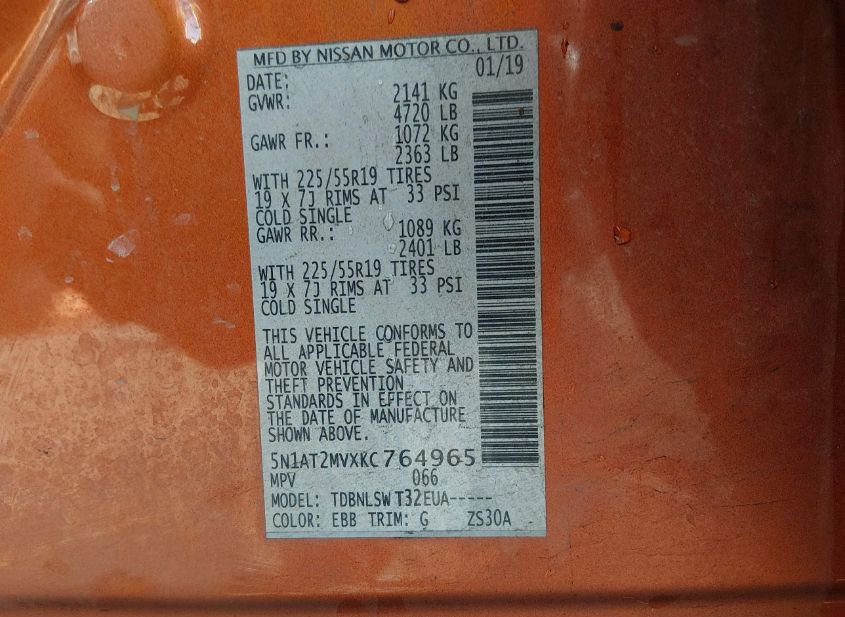 MFD BY NISSAN MOTOR CO., LTD.
DATE: 01/19
GVWR: 2141 KG
4720 LB
GAWR FR.: 1072 KG
2363 LB
WITH 225/55R19 TIRES
19 X 7J RIMS AT 33 PSI
COLD SINGLE
GAWR RR.: 1089 KG
2401 LB
WITH 225/55R19 TIRES
19 X 7J RIMS AT 33 PSI
COLD SINGLE
THIS VEHICLE CONFORMS TO
ALL APPLICABLE FEDERAL
MOTOR VEHICLE SAFETY AND
THEFT PREVENTION
STANDARDS IN EFFECT ON
THE DATE OF MANUFACTURE
SHOWN ABOVE.
5N1AT2MVXKC764965
MPV 066
MODEL: TDBNLSWT32EUA-----
COLOR: EBB TRIM: G ZS30A